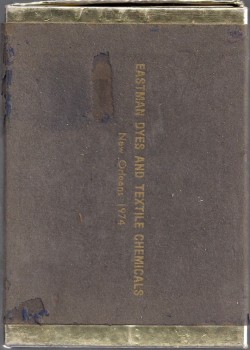 EASTMAN DYES AND TEXTILE CHEMICALS
New Orleans 1974